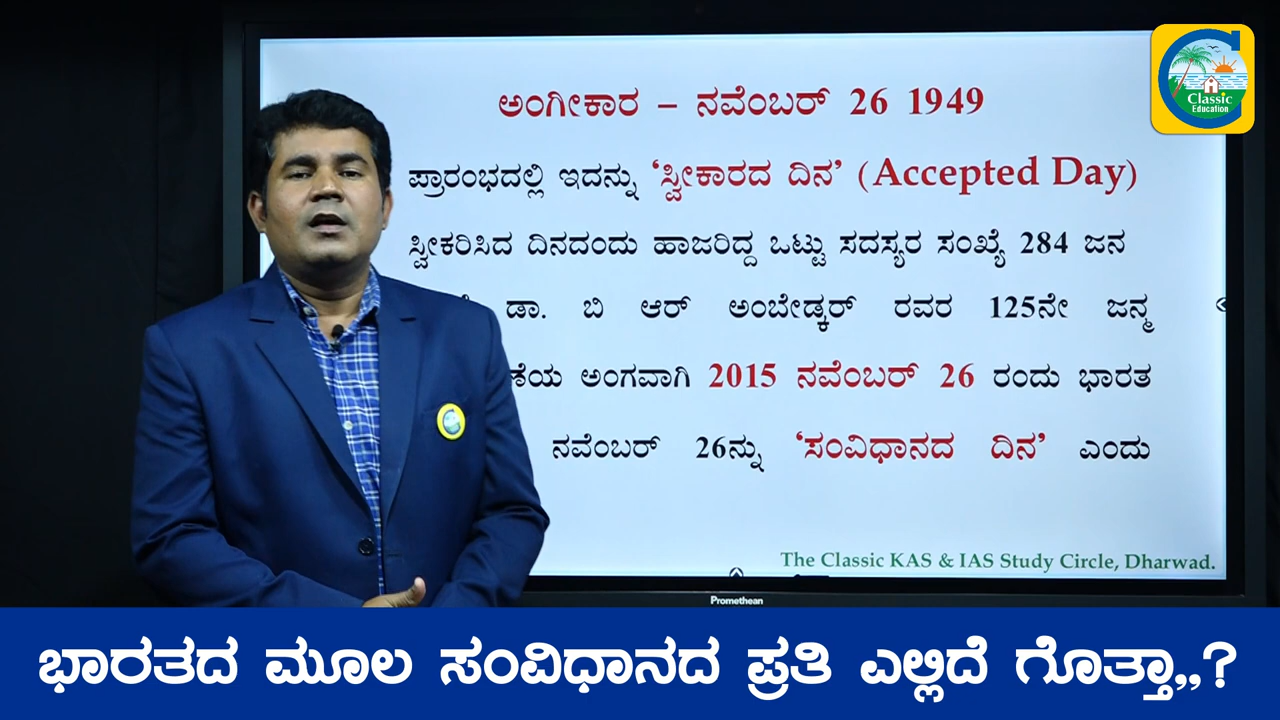 ಅಂಗೀಕಾರ – ನವೆಂಬರ್ 26 1949
ಪ್ರಾರಂಭದಲ್ಲಿ ಇದನ್ನು ‘ಸ್ವೀಕಾರದ ದಿನ’ (Accepted Day)
ಸ್ವೀಕರಿಸಿದ ದಿನದಂದು ಹಾಜರಿದ್ದ ಒಟ್ಟು ಸದಸ್ಯರ ಸಂಖ್ಯೆ 284 ಜನ
ಡಾ. ಬಿ ಆರ್ ಅಂಬೇಡ್ಕರ್ ರವರ 125ನೇ ಜನ್ಮ
ಅಂಗವಾಗಿ 2015 ನವೆಂಬರ್ 26 ರಂದು ಭಾರತ
ನವೆಂಬರ್ 26ನ್ನು ‘ಸಂವಿಧಾನದ ದಿನ’ ಎಂದು
The Classic KAS & IAS Study Circle, Dharwad.
Promethean
Classic
Education
ಭಾರತದ ಮೂಲ ಸಂವಿಧಾನದ ಪ್ರತಿ ಎಲ್ಲಿದೆ ಗೊತ್ತಾ,,?